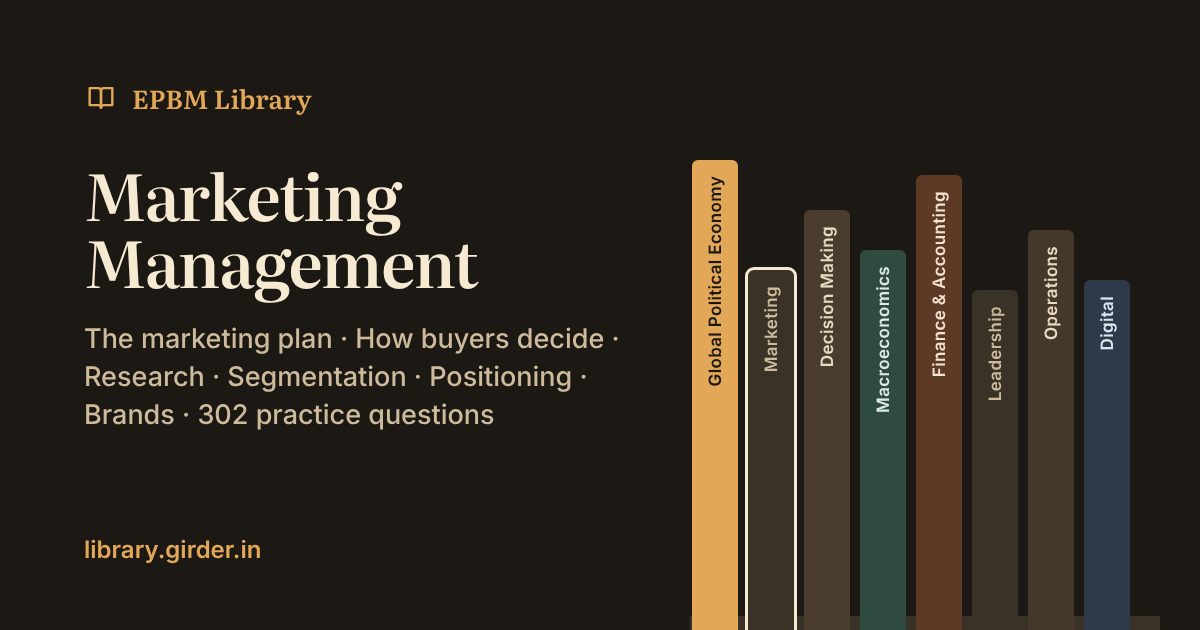 EPBM Library
Marketing
Management
The marketing plan · How buyers decide ·
Research · Segmentation · Positioning ·
Brands · 302 practice questions
library.girder.in
Global Political Economy
Marketing
Decision Making
Macroeconomics
Finance & Accounting
Leadership
Operations
Digital